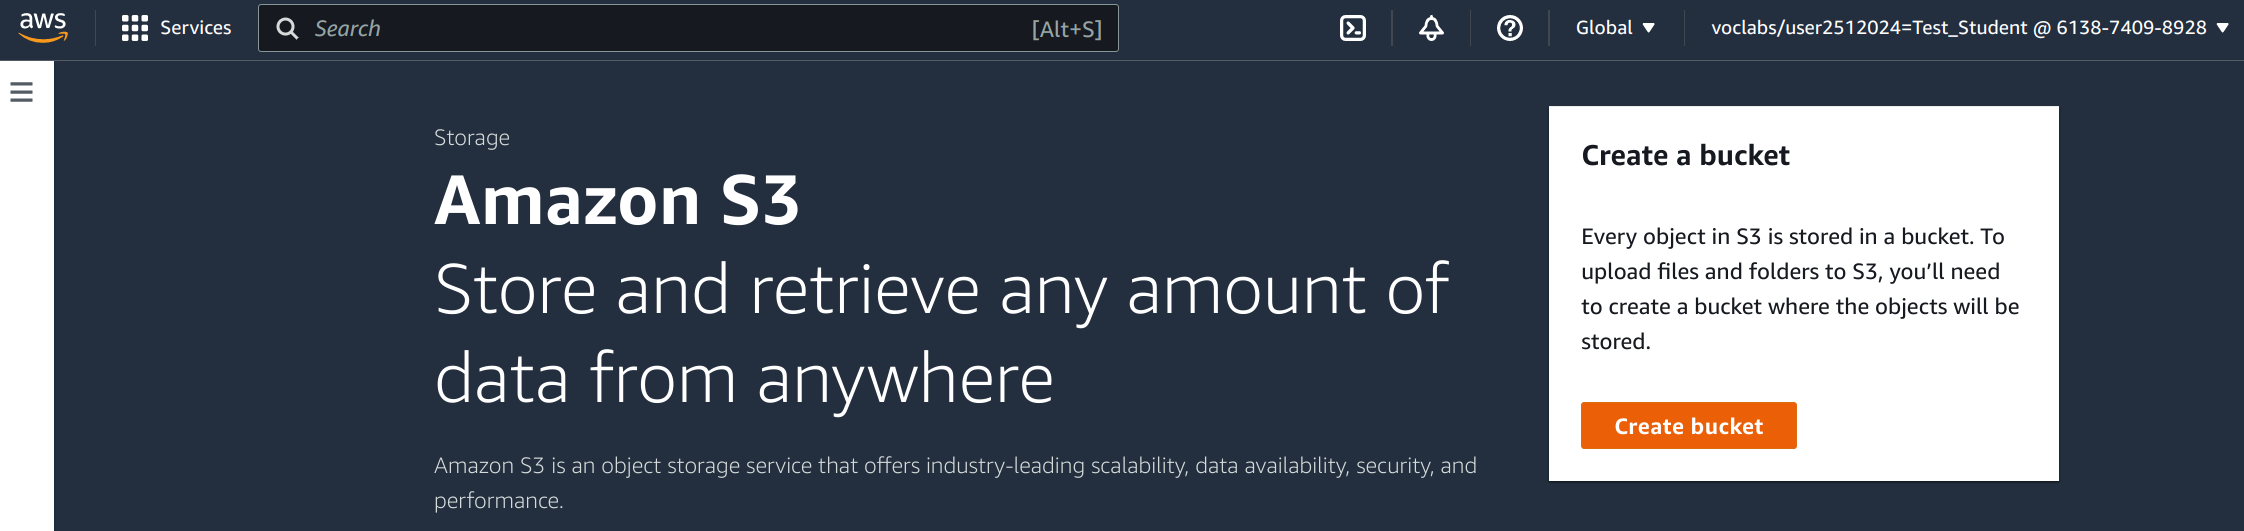 aws
Services
Search
[Alt+S]
Global
voclabs/user2512024=Test_Student @ 6138-7409-8928
Storage
Amazon S3
Store and retrieve any amount of
data from anywhere
Amazon S3 is an object storage service that offers industry-leading scalability, data availability, security, and
performance.
Create a bucket
Every object in S3 is stored in a bucket. To
upload files and folders to S3, you’ll need
to create a bucket where the objects will be
stored.
Create bucket